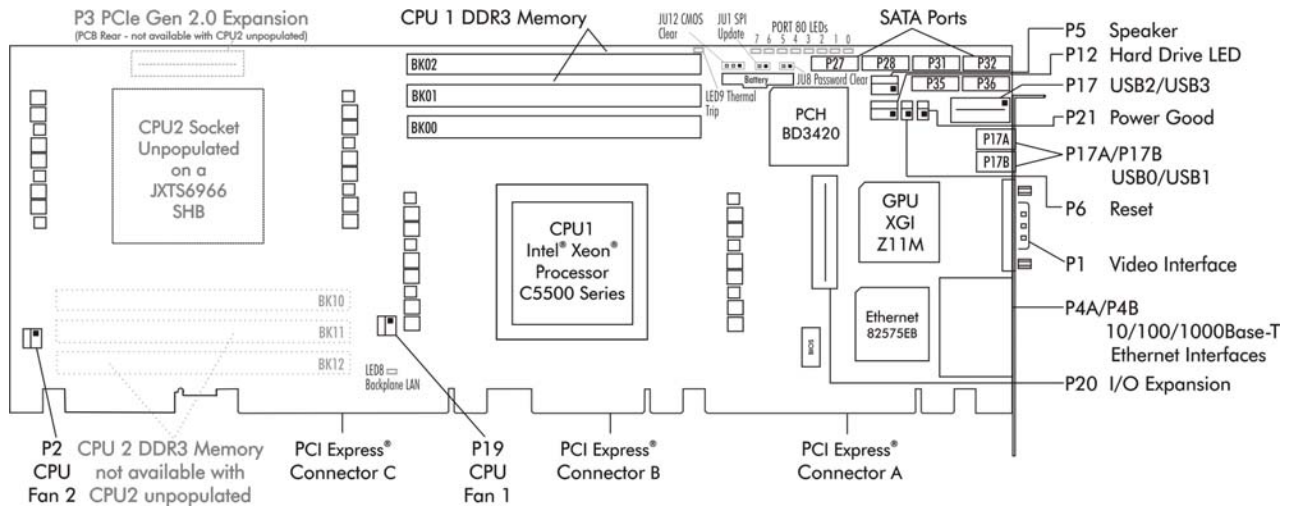 P3 PCIe Gen 2.0 Expansion
(PCB Rear - not available with CPU2 unpopulated)
CPU 1 DDR3 Memory
JU12 CMOS
Clear
JU1 SPI
Update
PORT 80 LEDs
7 6 5 4 3 2 1 0
SATA Ports
P5 Speaker
P12 Hard Drive LED
P17 USB2/USB3
P21 Power Good
P17A/P17B
USB0/USB1
P6 Reset
P1 Video Interface
P4A/P4B
10/100/1000Base-T
Ethernet Interfaces
P20 I/O Expansion
BK02
BK01
BK00
LED9 Thermal
Trip
Battery
JU8 Password Clear
P27
P28
P31
P32
P35
P36
P17A
P17B
PCH
BD3420
CPU2 Socket
Unpopulated
on a
JXTS6966
SHB
CPU1
Intel® Xeon®
Processor
C5500 Series
GPU
XGI
Z11M
Ethernet
82575EB
BIOS
BK10
BK11
BK12
LED8
Backplane LAN
P2
CPU
Fan 2
CPU 2 DDR3 Memory
not available with
CPU2 unpopulated
PCI Express®
Connector C
P19
CPU
Fan 1
PCI Express®
Connector B
PCI Express®
Connector A